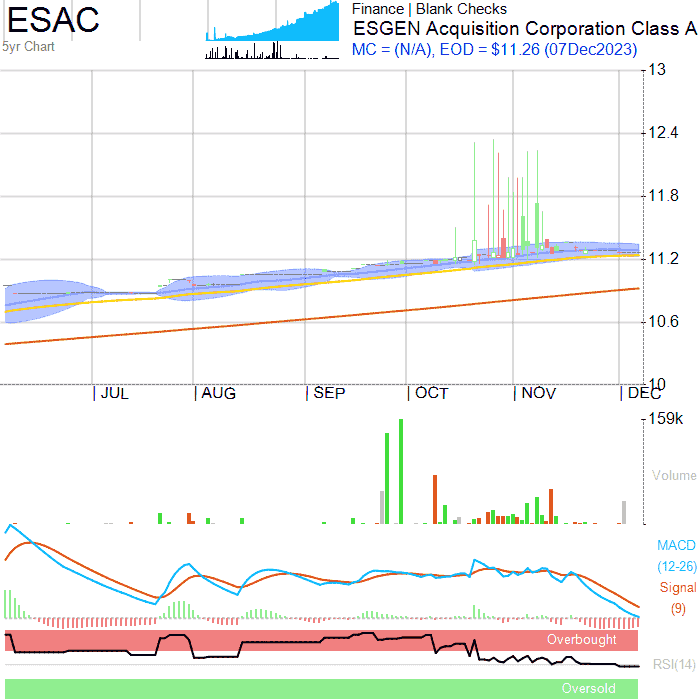 ESAC
5yr Chart
Finance | Blank Checks
ESGEN Acquisition Corporation Class A
MC = (N/A), EOD = $11.26 (07Dec2023)
13
12.4
11.8
11.2
10.6
10
JUL AUG SEP OCT NOV DEC
159k
Volume
MACD
(12-26)
Signal
(9)
Overbought
RSI(14)
Oversold